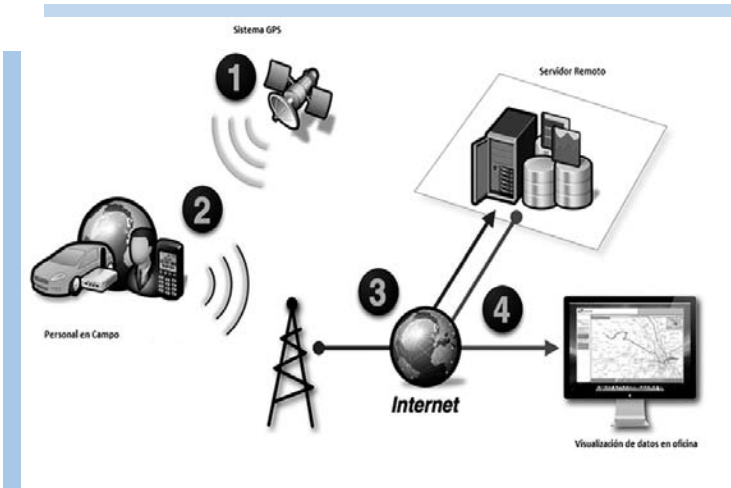 Sistema GPS
1
Servidor Remoto
2
3
4
Personal en Campo
Internet
Visualización de datos en oficina